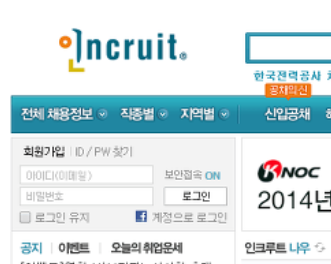 incruit®
한국전력공사
공채의신
전체 채용정보 직종별 지역별 신입공채
회원가입 | ID / PW 찾기
아이디(이메일) 보안접속 ON
비밀번호 로그인
로그인 유지 계정으로 로그인
KNOC
2014년
공지 | 이벤트 | 오늘의 취업운세 인크루트 나우